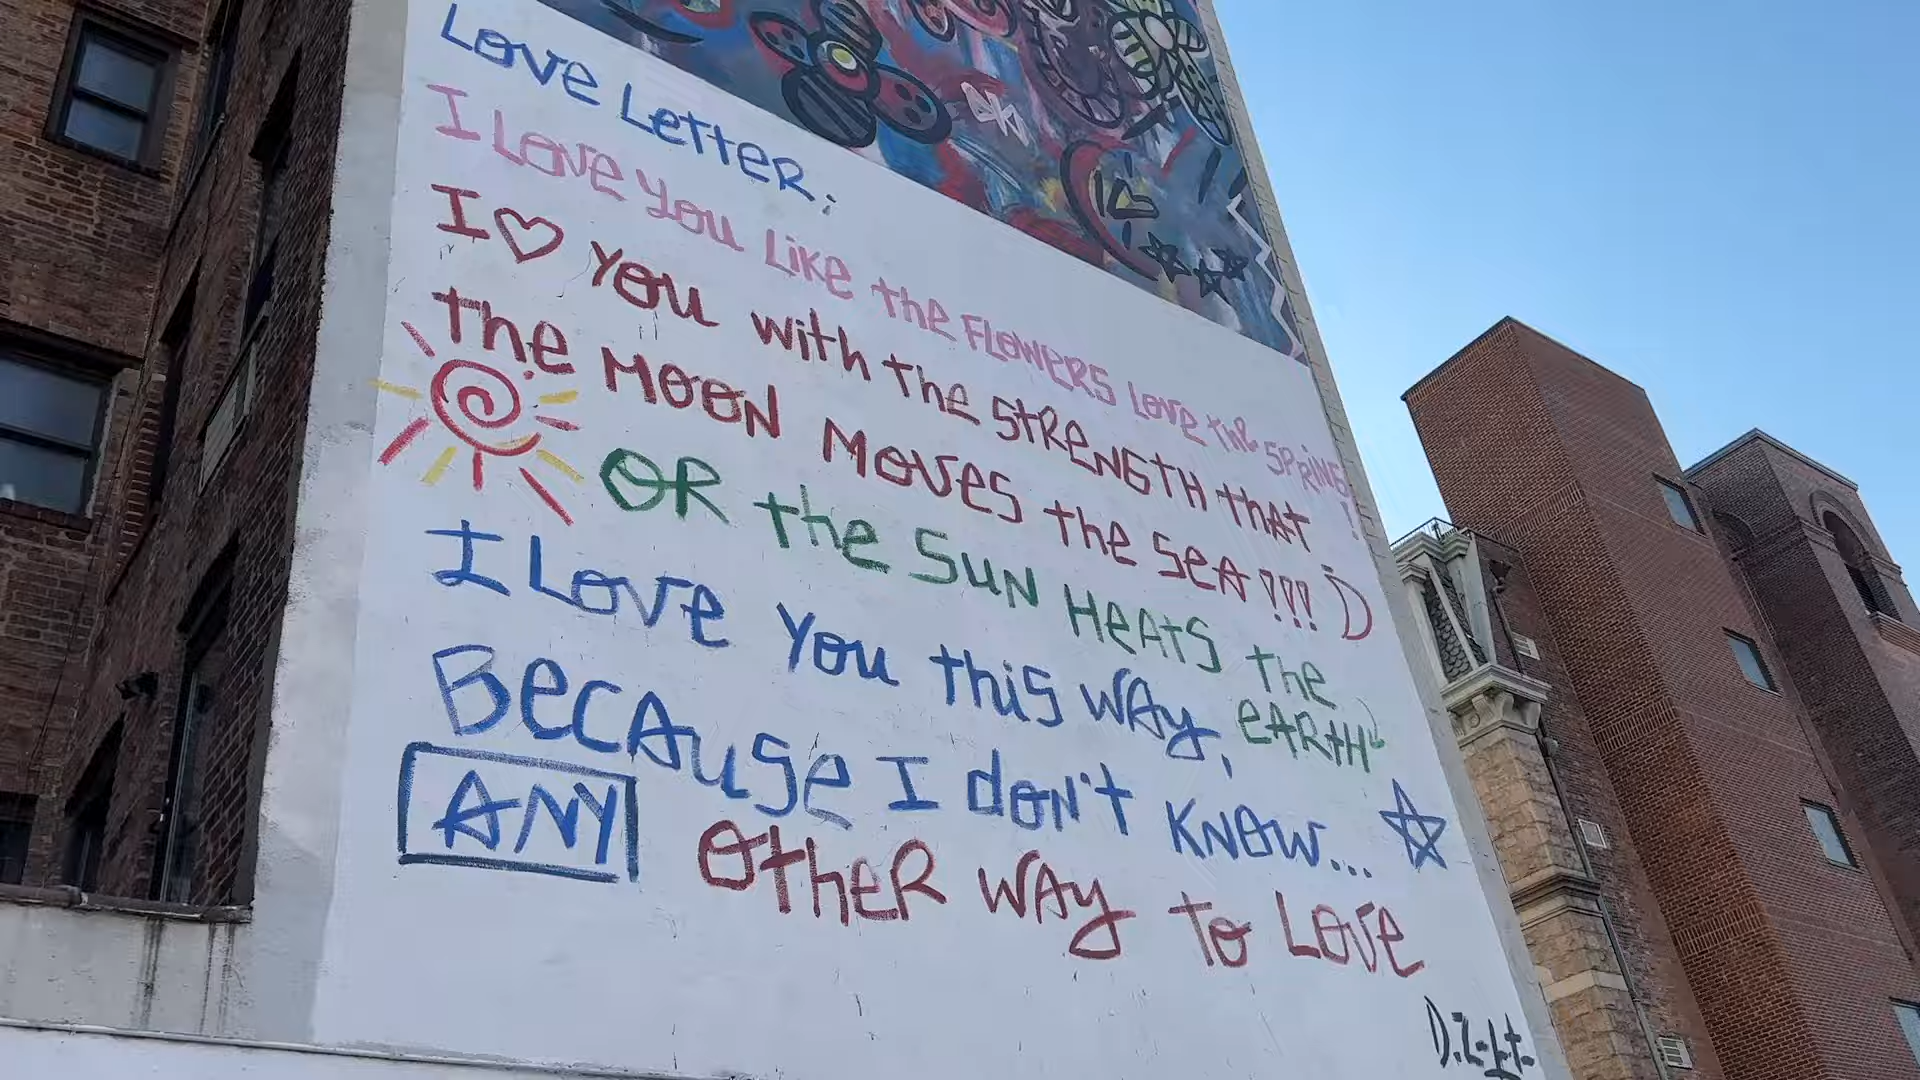 Love Letter;
I Love you Like the FLOWERS LOVE THE SPRING!
I ♡ You with the STRENGTH that
the MOON MOVES the SEA!!!
OR the SUN HEATS the
EARTH
I Love You this WAy,
BecAuse I don't KNOW...
ANY OtheR WAy to LOVE